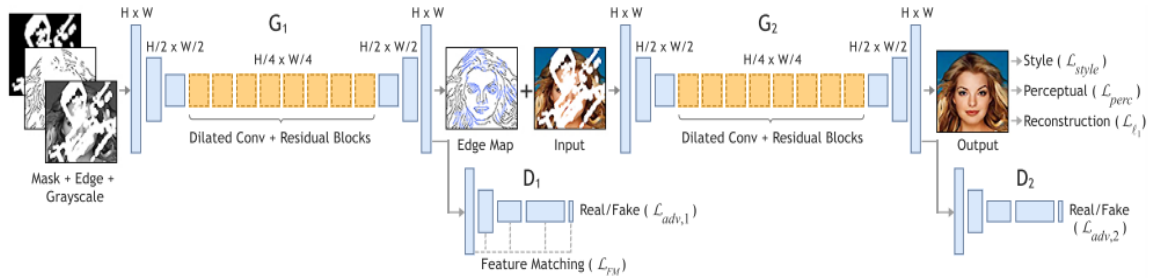 H x W
H/2 x W/2
G₁
H/4 x W/4
H/2 x W/2
H x W
Dilated Conv + Residual Blocks
Mask + Edge +
Grayscale
Edge Map
+
Input
H x W
H/2 x W/2
G₂
H/4 x W/4
H/2 x W/2
H x W
Dilated Conv + Residual Blocks
Output
Style (ℒstyle)
Perceptual (ℒperc)
Reconstruction (ℒℓ₁)
D₁
Real/Fake (ℒadv,1)
Feature Matching (ℒFM)
D₂
Real/Fake
(ℒadv,2)